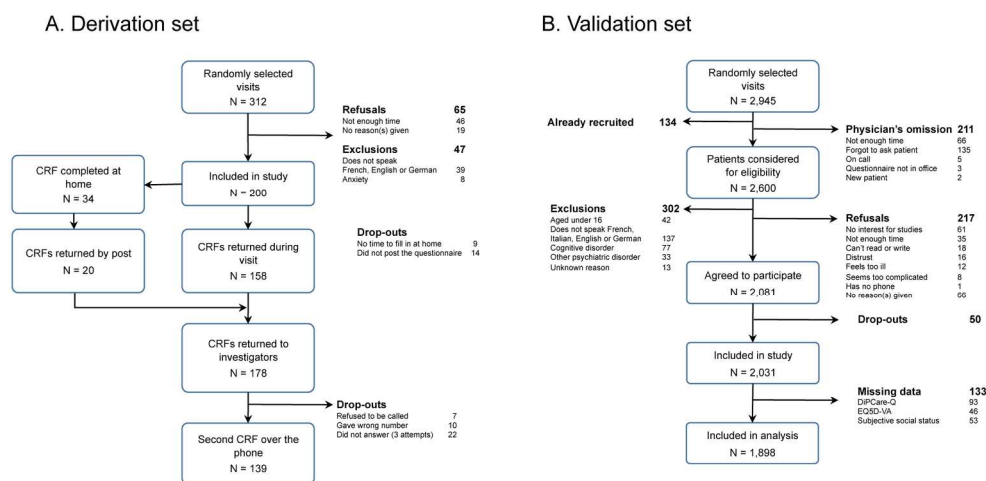 A. Derivation set
Randomly selected
visits
N = 312
Refusals 65
Not enough time 46
No reason(s) given 19
Exclusions 47
Does not speak
French, English or German 39
Anxiety 8
CRF completed at
home
N = 34
Included in study
N = 200
CRFs returned by post
N = 20
CRFs returned during
visit
N = 158
Drop-outs
No time to fill in at home 9
Did not post the questionnaire 14
CRFs returned to
investigators
N = 178
Drop-outs
Refused to be called 7
Gave wrong number 10
Did not answer (3 attempts) 22
Second CRF over the
phone
N = 139
B. Validation set
Randomly selected
visits
N = 2,945
Already recruited 134
Physician's omission 211
Not enough time 66
Forgot to ask patient 135
On call 5
Questionnaire not in office 3
New patient 2
Patients considered
for eligibility
N = 2,600
Exclusions 302
Aged under 16 42
Does not speak French,
Italian, English or German 137
Cognitive disorder 77
Other psychiatric disorder 33
Unknown reason 13
Refusals 217
No interest for studies 61
Not enough time 35
Can't read or write 18
Distrust 16
Feels too ill 12
Seems too complicated 8
Has no phone 1
No reason(s) given 66
Agreed to participate
N = 2,081
Drop-outs 50
Included in study
N = 2,031
Missing data 133
DiPCare-Q 93
EQ5D-VA 46
Subjective social status 53
Included in analysis
N = 1,898